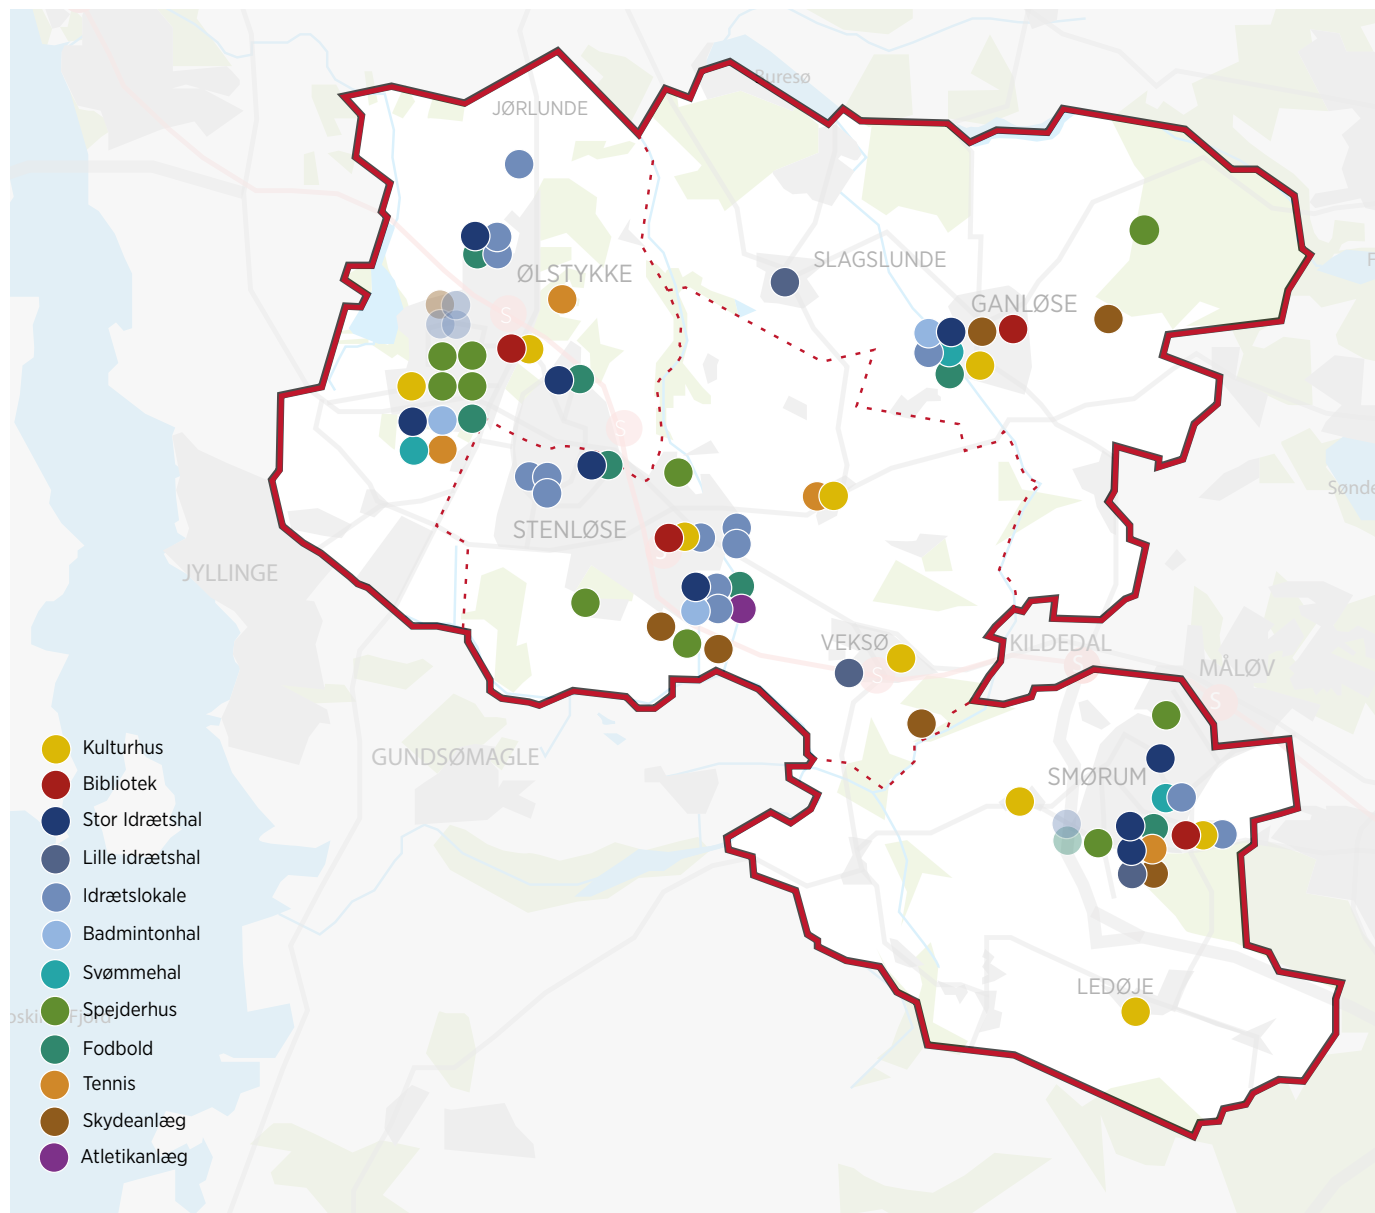 Buresø
JØRLUNDE
SLAGSLUNDE
ØLSTYKKE
GANLØSE
S
S
STENLØSE
S
JYLLINGE
VEKSØ
KILDEDAL
S
S
MÅLØV
S
GUNDSØMAGLE
SMØRUM
LEDØJE
Kulturhus
Bibliotek
Stor Idrætshal
Lille idrætshal
Idrætslokale
Badmintonhal
Svømmehal
Spejderhus
Fodbold
Tennis
Skydeanlæg
Atletikanlæg